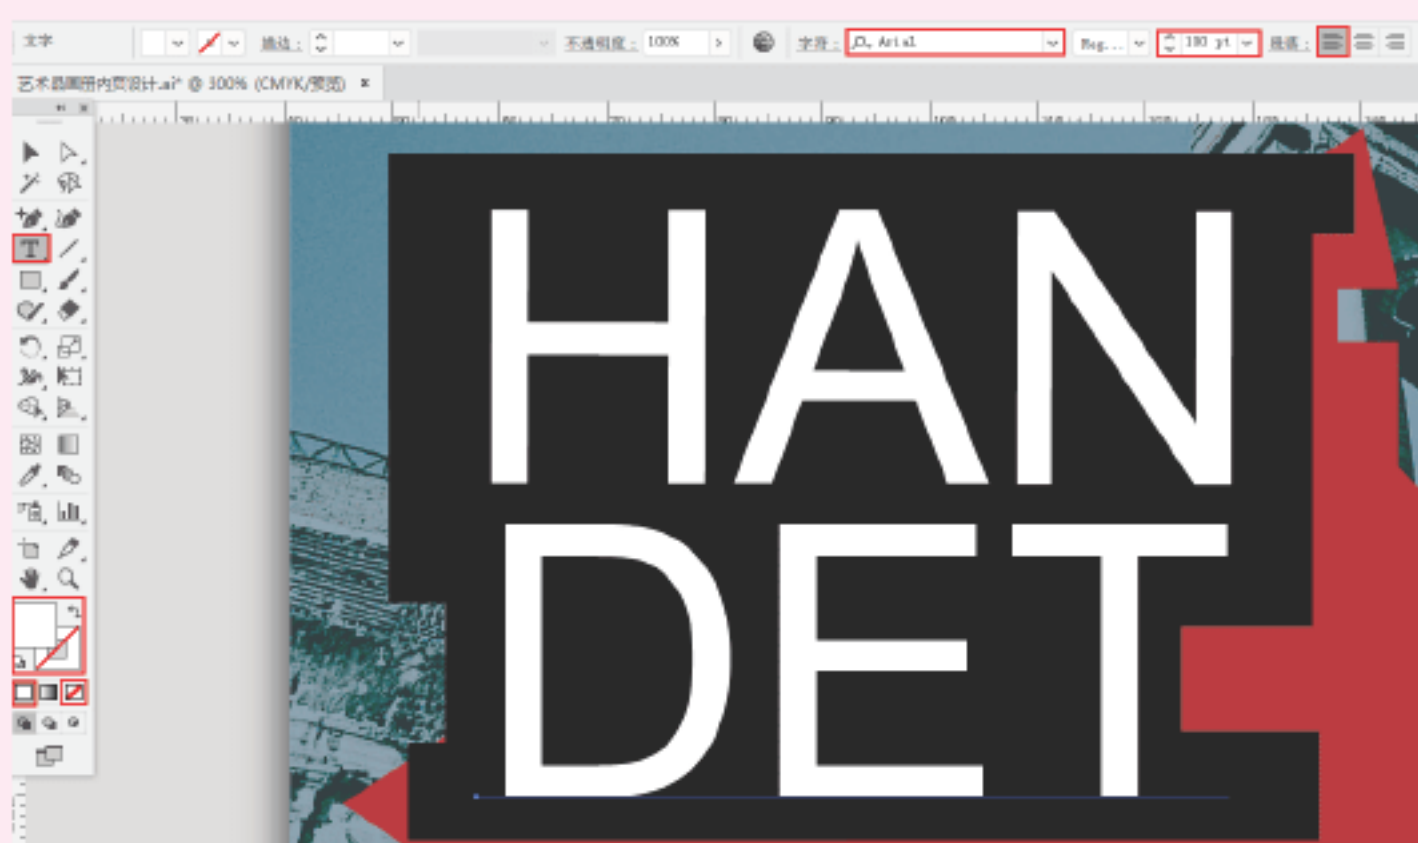 文字 描边： 不透明度： 100% 字符： Arial Reg... 100 pt 段落：
艺术品画册内页设计.ai* @ 300% (CMYK/预览) ×
HAN
DET